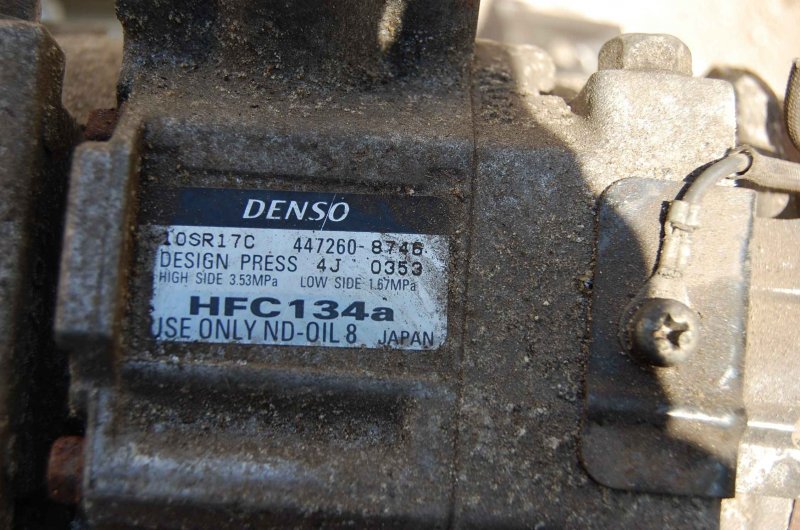 DENSO
10SR17C 447260-8746
DESIGN PRESS 4J 0353
HIGH SIDE 3.53MPa LOW SIDE 1.67MPa
HFC134a
USE ONLY ND-OIL 8 JAPAN